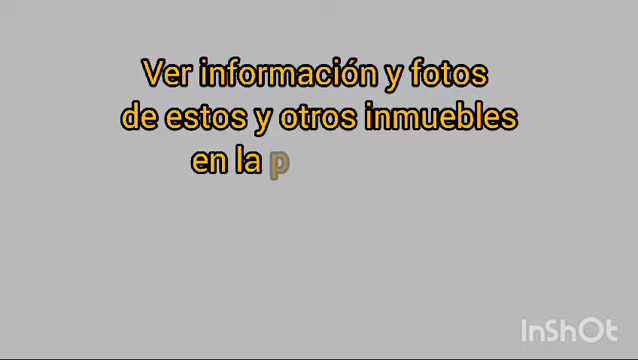 Ver información y fotos
de estos y otros inmuebles
en la p
InShOt